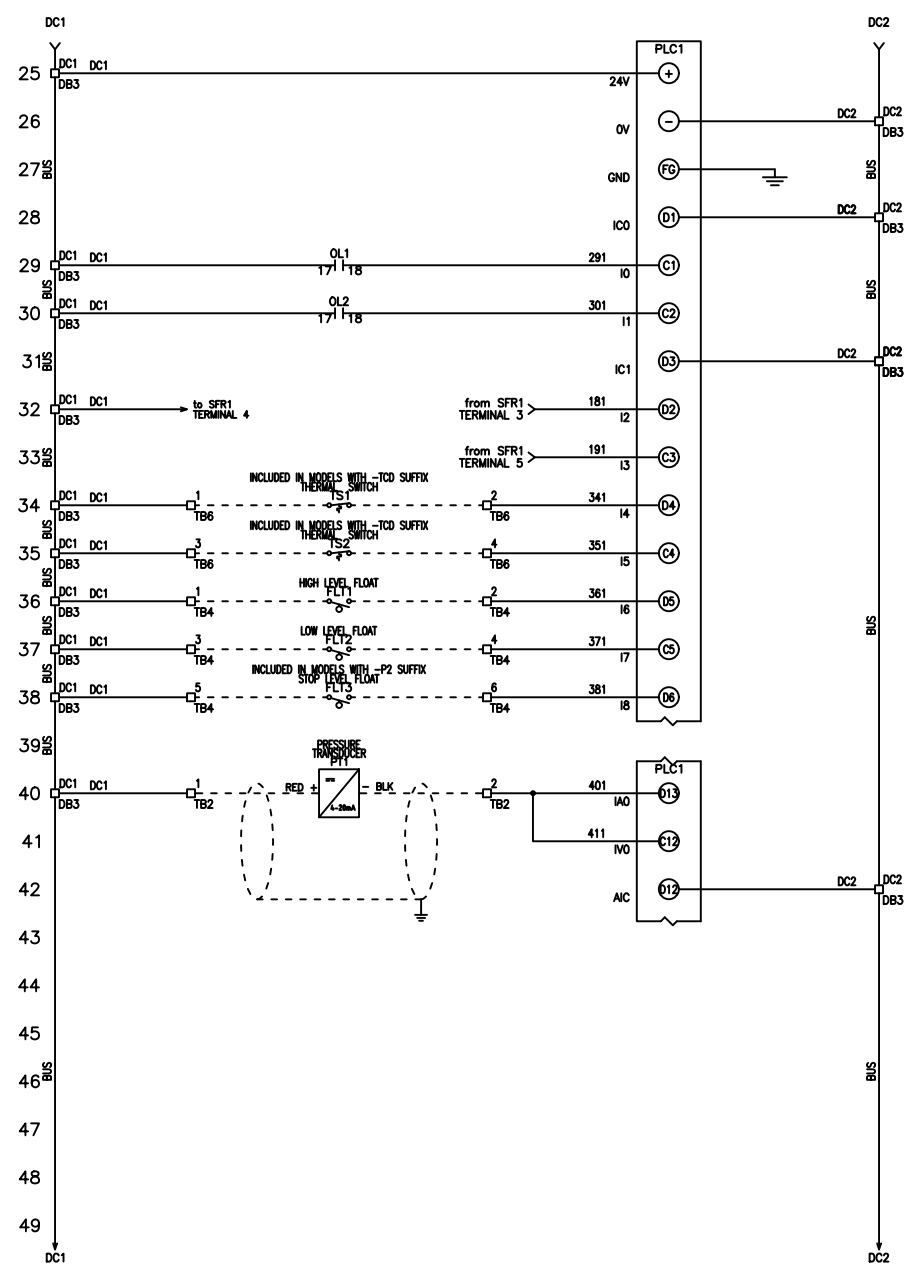 DC1
DC2
PLC1
25
DC1 DC1
DB3
24V
+
26
0V
−
DC2
DC2
DB3
27
BUS
GND
FG
BUS
28
IC0
D1
DC2
DC2
DB3
29
DC1 DC1
DB3
OL1
17 18
291
I0
C1
BUS
BUS
30
DC1 DC1
DB3
OL2
17 18
301
I1
C2
31
BUS
IC1
D3
DC2
DC2
DB3
32
DC1
DB3
to SFR1
TERMINAL 4
from SFR1
TERMINAL 3
181
I2
D2
33
BUS
from SFR1
TERMINAL 5
191
I3
C3
INCLUDED IN MODELS WITH -TCD SUFFIX
THERMAL SWITCH
34
DC1 DC1
DB3
1
TB6
TS1
2
TB6
341
I4
D4
BUS
INCLUDED IN MODELS WITH -TCD SUFFIX
THERMAL SWITCH
35
DC1 DC1
DB3
3
TB6
TS2
4
TB6
351
I5
C4
BUS
HIGH LEVEL FLOAT
36
DC1 DC1
DB3
1
TB4
FLT1
2
TB4
361
I6
D5
BUS
BUS
LOW LEVEL FLOAT
37
DC1 DC1
DB3
3
TB4
FLT2
4
TB4
371
I7
C5
BUS
INCLUDED IN MODELS WITH -P2 SUFFIX
STOP LEVEL FLOAT
38
DC1 DC1
DB3
5
TB4
FLT3
6
TB4
381
I8
D6
39
BUS
PRESSURE
TRANSDUCER
PT1
PLC1
40
DC1 DC1
DB3
1
TB2
RED +
4-20mA
- BLK
2
TB2
401
IA0
D13
41
411
IV0
C12
42
AIC
D12
DC2
DC2
DB3
43
44
45
46
BUS
BUS
47
48
49
DC1
DC2